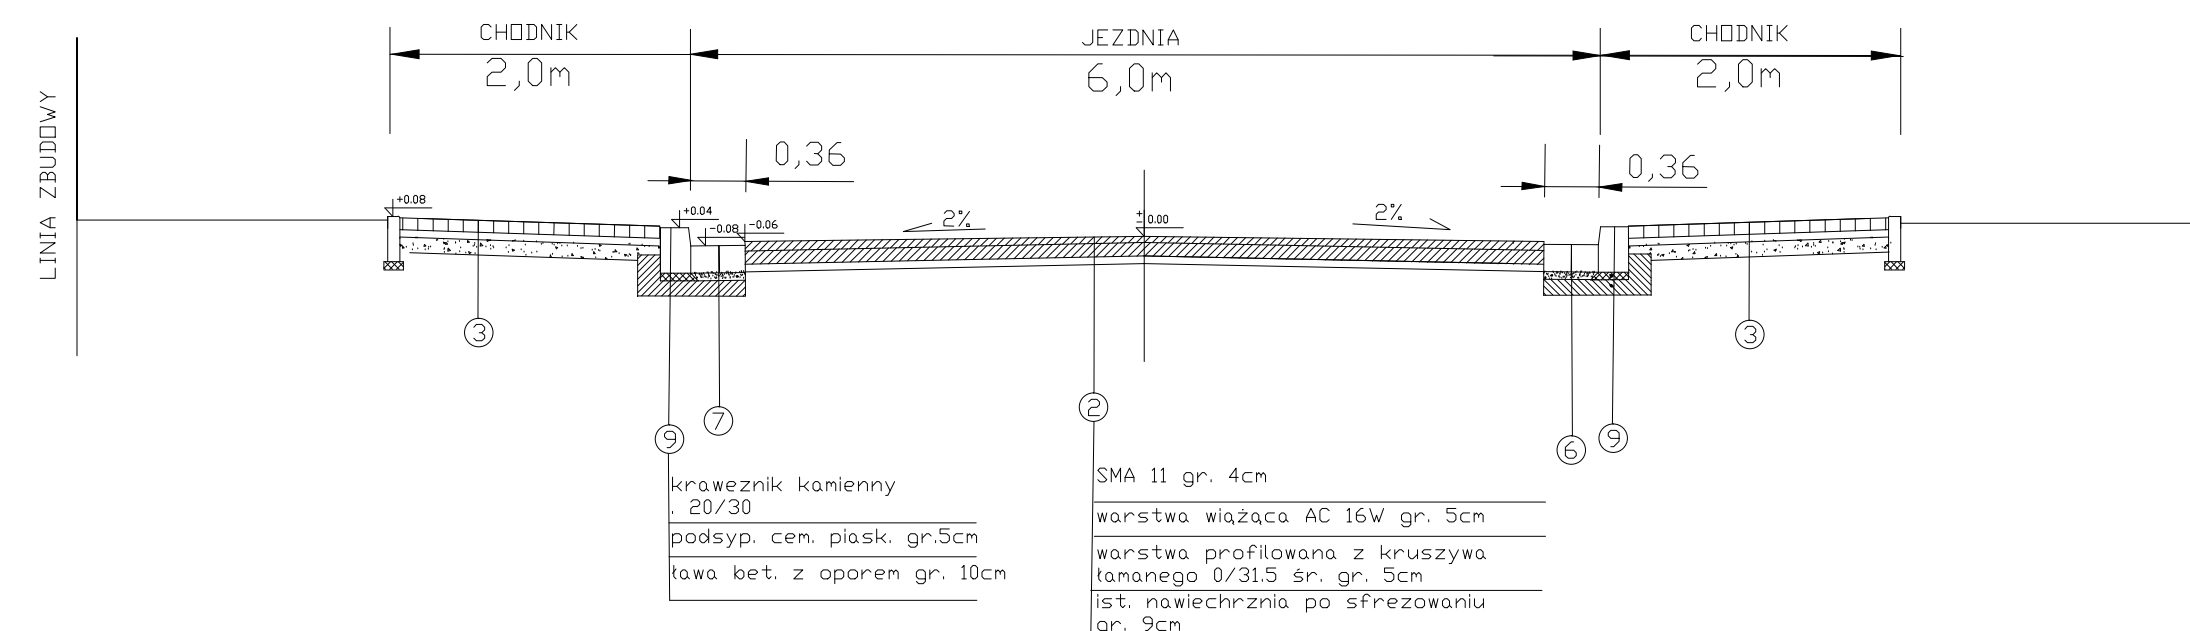 CHODNIK
JEZDNIA
CHODNIK
2,0m
6,0m
2,0m
LINIA ZBUDOWY
0,36
0,36
+0.08
+0.04
-0.08
-0.06
2%
+
- 0.00
2%
3
3
7
2
9
6
9
kraweznik kamienny
. 20/30
podsyp. cem. piask. gr.5cm
ława bet. z oporem gr. 10cm
SMA 11 gr. 4cm
warstwa wiążąca AC 16W gr. 5cm
warstwa profilowana z kruszywa
łamanego 0/31.5 śr. gr. 5cm
ist. nawiechrznia po sfrezowaniu
gr. 9cm